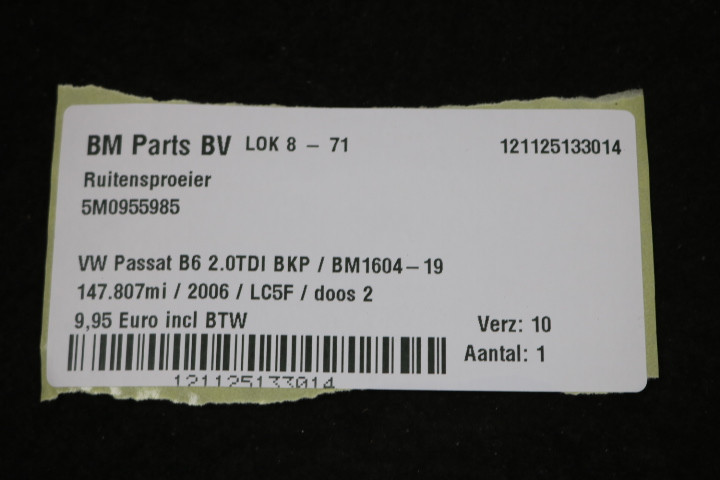 BM Parts BV LOK 8 - 71 121125133014
Ruitensproeier
5M0955985
VW Passat B6 2.0TDI BKP / BM1604-19
147.807mi / 2006 / LC5F / doos 2
9,95 Euro incl BTW Verz: 10
Aantal: 1
121125133014